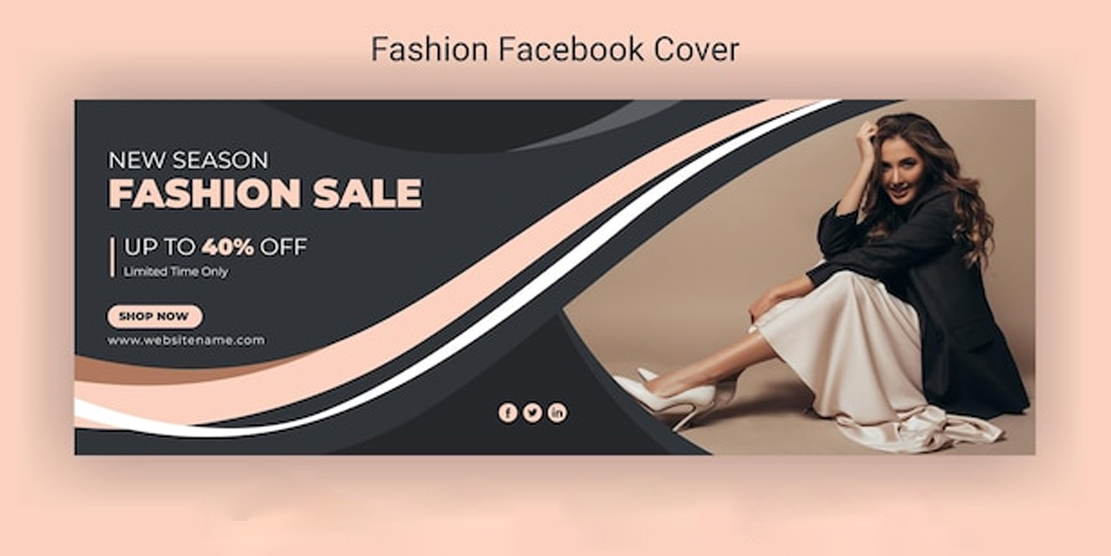 Fashion Facebook Cover
NEW SEASON
FASHION SALE
UP TO 40% OFF
Limited Time Only
SHOP NOW
www.websitename.com